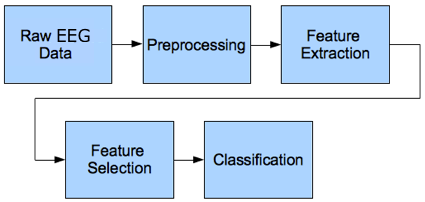 Raw EEG
Data
Preprocessing
Feature
Extraction
Feature
Selection
Classification